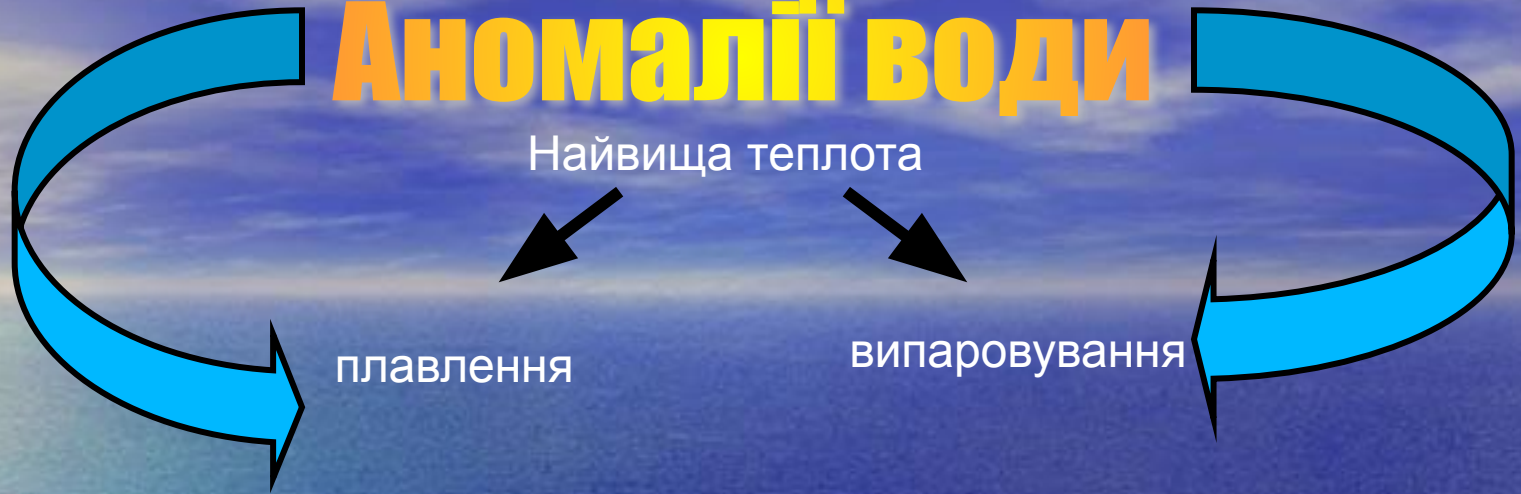 Аномалії води
Найвища теплота
плавлення
випаровування